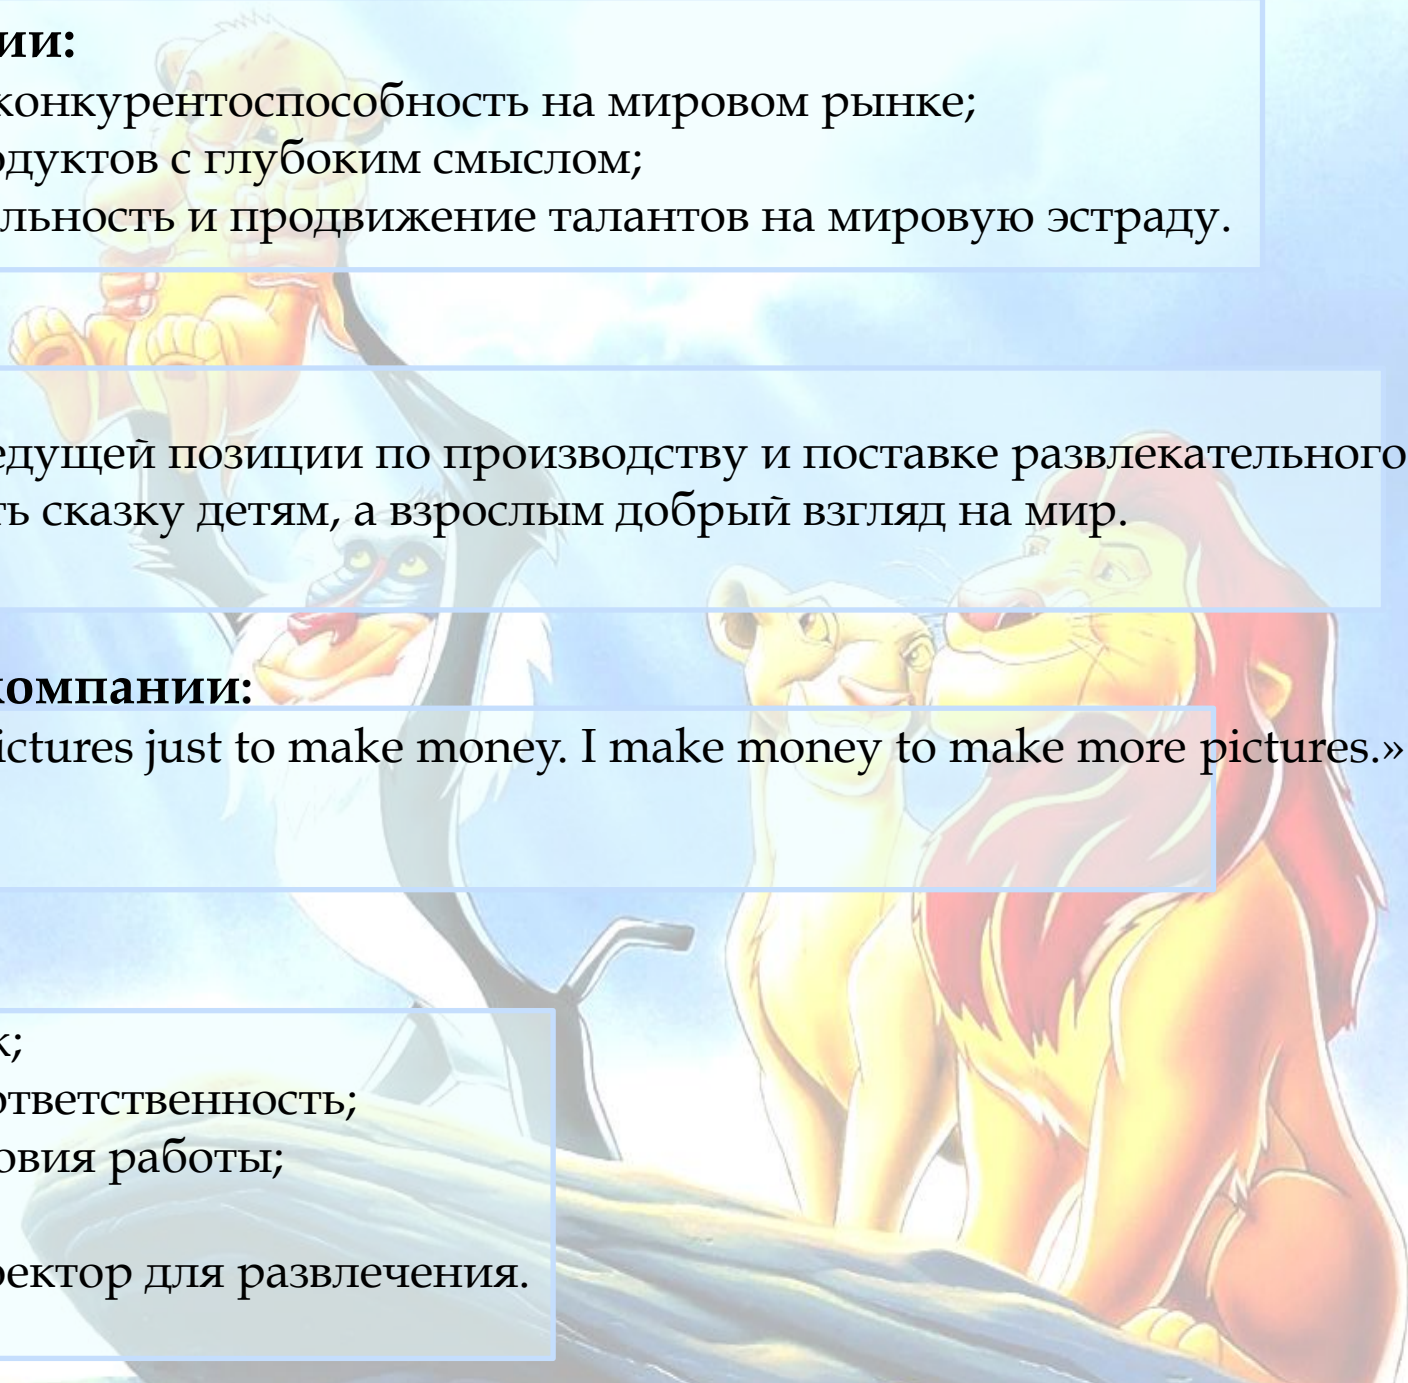 ии:
конкурентоспособность на мировом рынке;
одуктов с глубоким смыслом;
льность и продвижение талантов на мировую эстраду.
едущей позиции по производству и поставке развлекательного
ть сказку детям, а взрослым добрый взгляд на мир.
компании:
ictures just to make money. I make money to make more pictures.»
к;
ответственность;
овия работы;
ектор для развлечения.